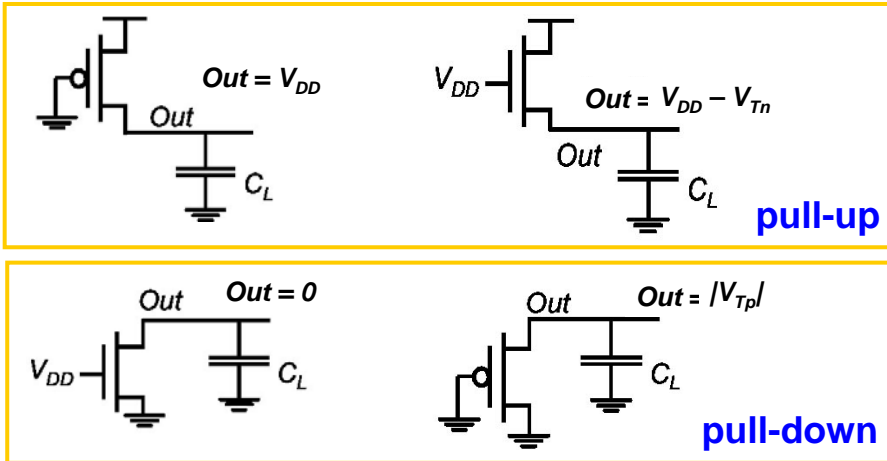 Out = V_DD
Out
C_L
V_DD
Out = V_DD – V_Tn
Out
C_L
pull-up
Out
Out = 0
V_DD
C_L
Out
Out = |V_Tp|
C_L
pull-down